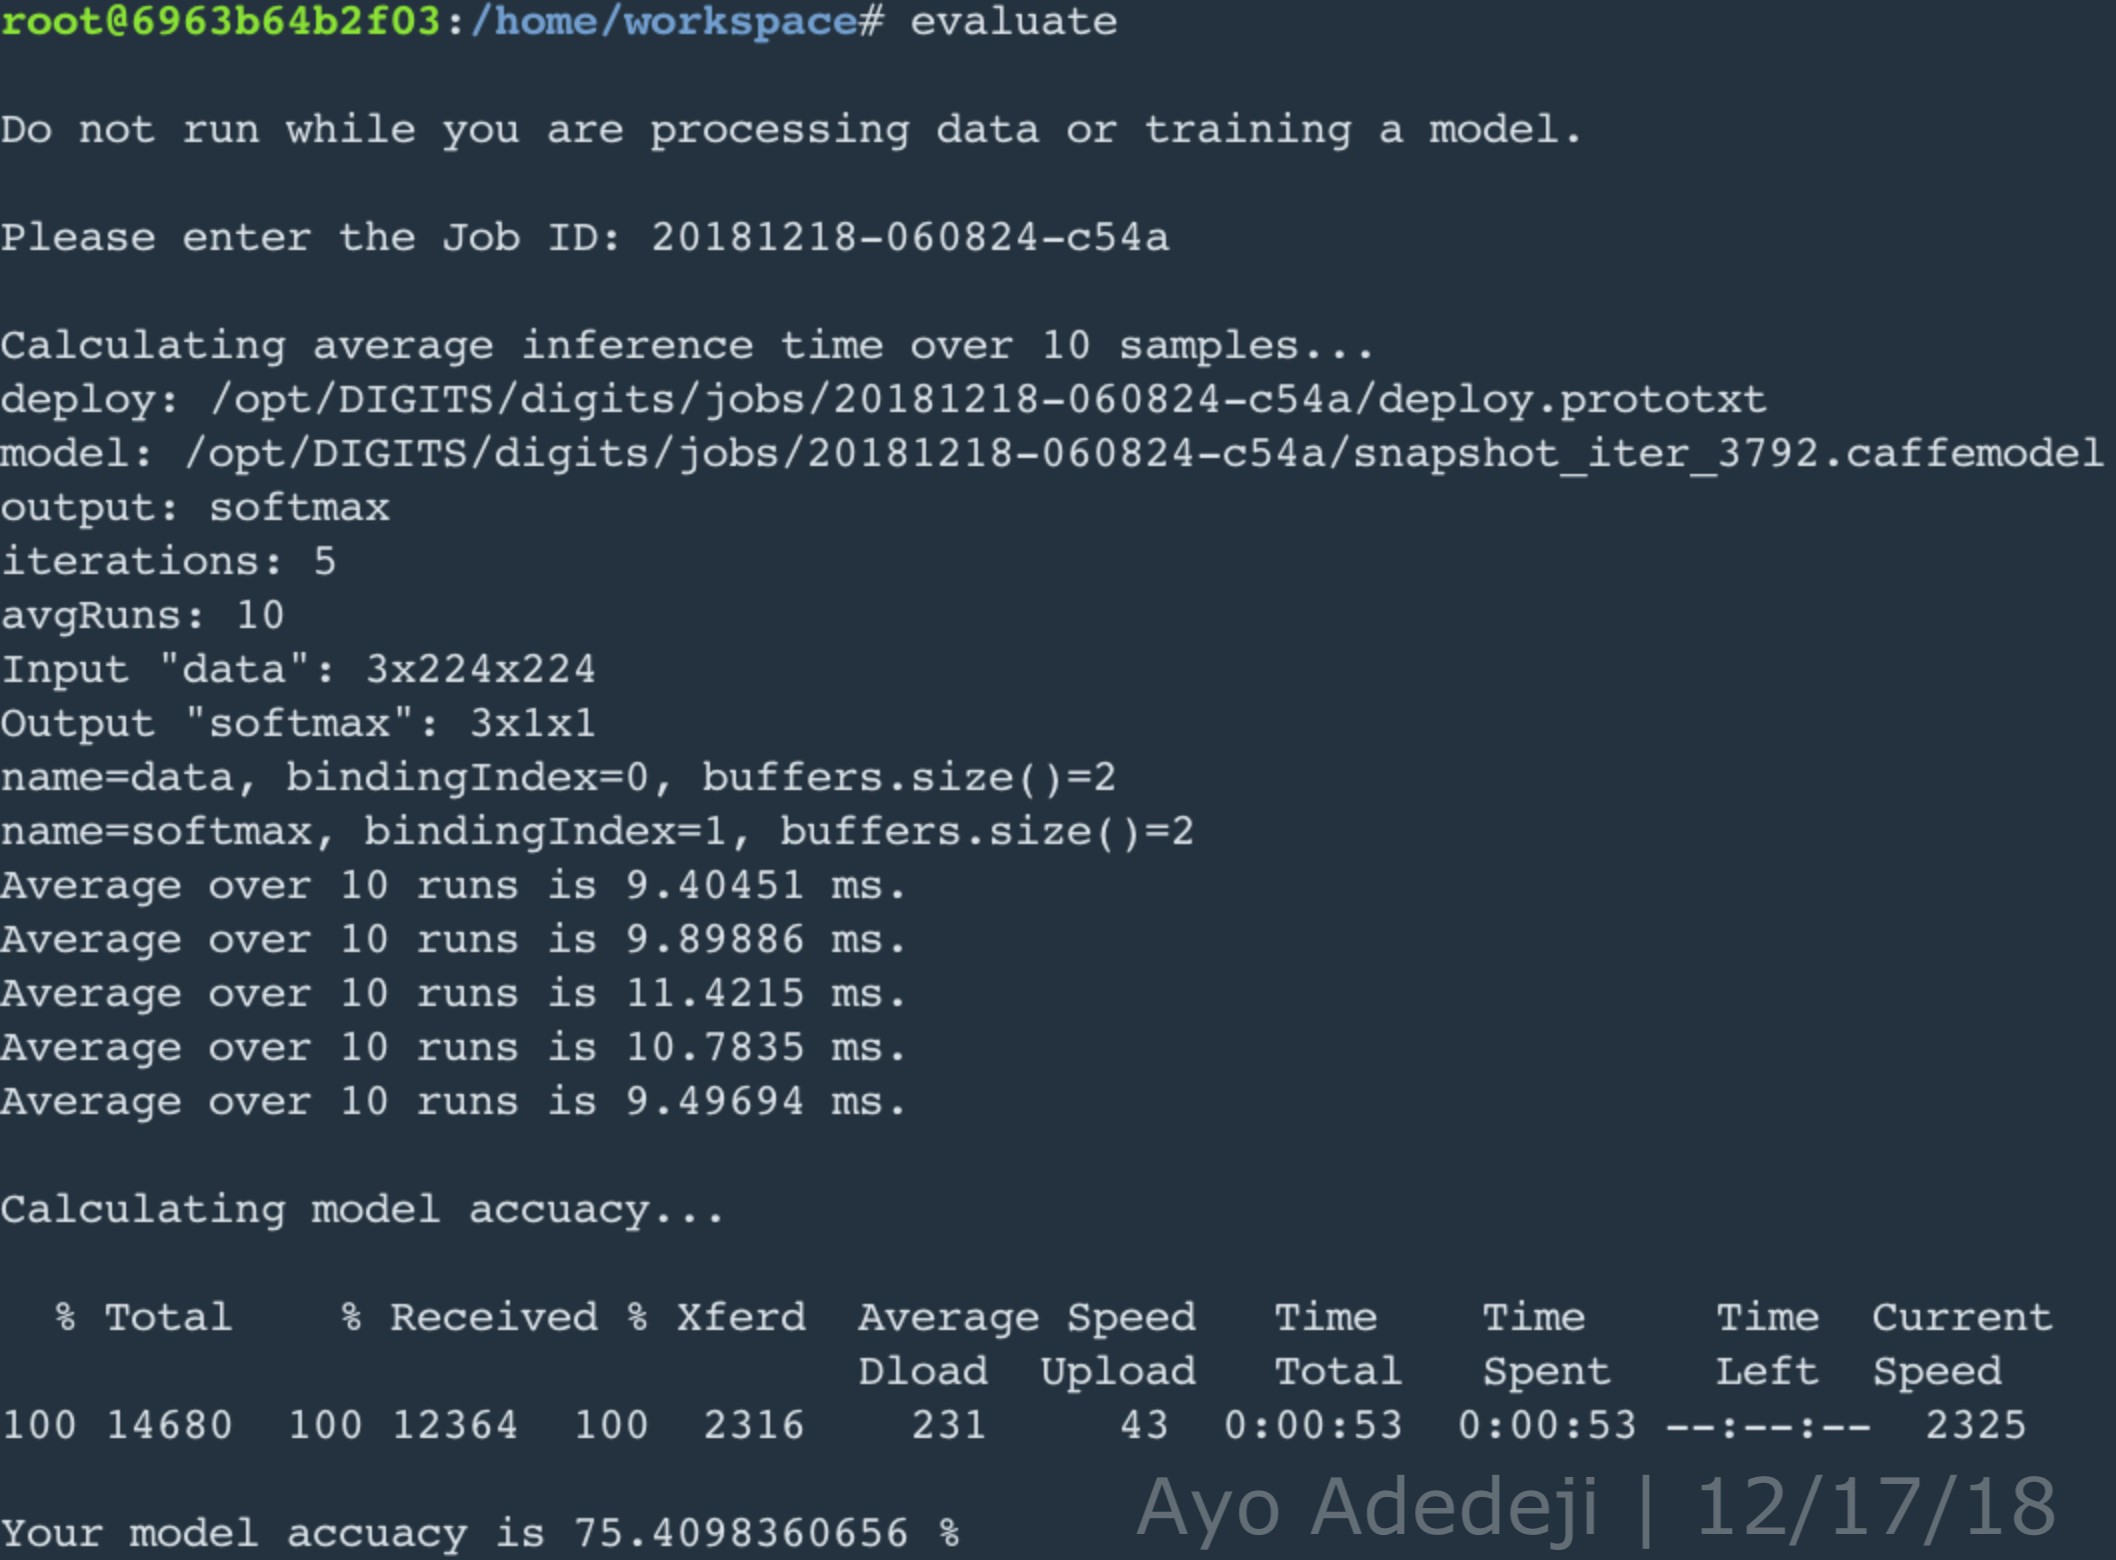 root@6963b64b2f03:/home/workspace# evaluate
Do not run while you are processing data or training a model.
Please enter the Job ID: 20181218-060824-c54a
Calculating average inference time over 10 samples...
deploy: /opt/DIGITS/digits/jobs/20181218-060824-c54a/deploy.prototxt
model: /opt/DIGITS/digits/jobs/20181218-060824-c54a/snapshot_iter_3792.caffemodel
output: softmax
iterations: 5
avgRuns: 10
Input "data": 3x224x224
Output "softmax": 3x1x1
name=data, bindingIndex=0, buffers.size()=2
name=softmax, bindingIndex=1, buffers.size()=2
Average over 10 runs is 9.40451 ms.
Average over 10 runs is 9.89886 ms.
Average over 10 runs is 11.4215 ms.
Average over 10 runs is 10.7835 ms.
Average over 10 runs is 9.49694 ms.
Calculating model accuacy...
% Total % Received % Xferd Average Speed Time Time Time Current
Dload Upload Total Spent Left Speed
100 14680 100 12364 100 2316 231 43 0:00:53 0:00:53 --:--:-- 2325
Your model accuacy is 75.4098360656 %
Ayo Adedeji | 12/17/18